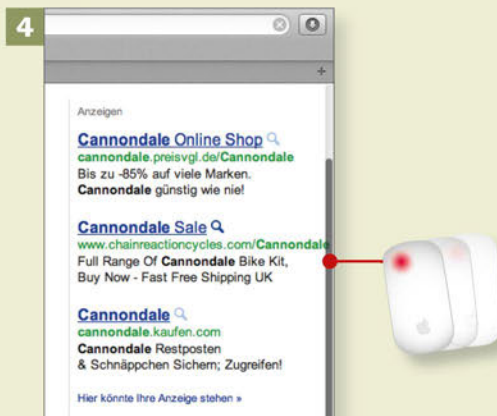 4
Anzeigen
Cannondale Online Shop
cannondale.preisvgl.de/Cannondale
Bis zu -85% auf viele Marken.
Cannondale günstig wie nie!
Cannondale Sale
www.chainreactioncycles.com/Cannondale
Full Range Of Cannondale Bike Kit,
Buy Now - Fast Free Shipping UK
Cannondale
cannondale.kaufen.com
Cannondale Restposten
& Schnäppchen Sichern; Zugreifen!
Hier könnte Ihre Anzeige stehen »